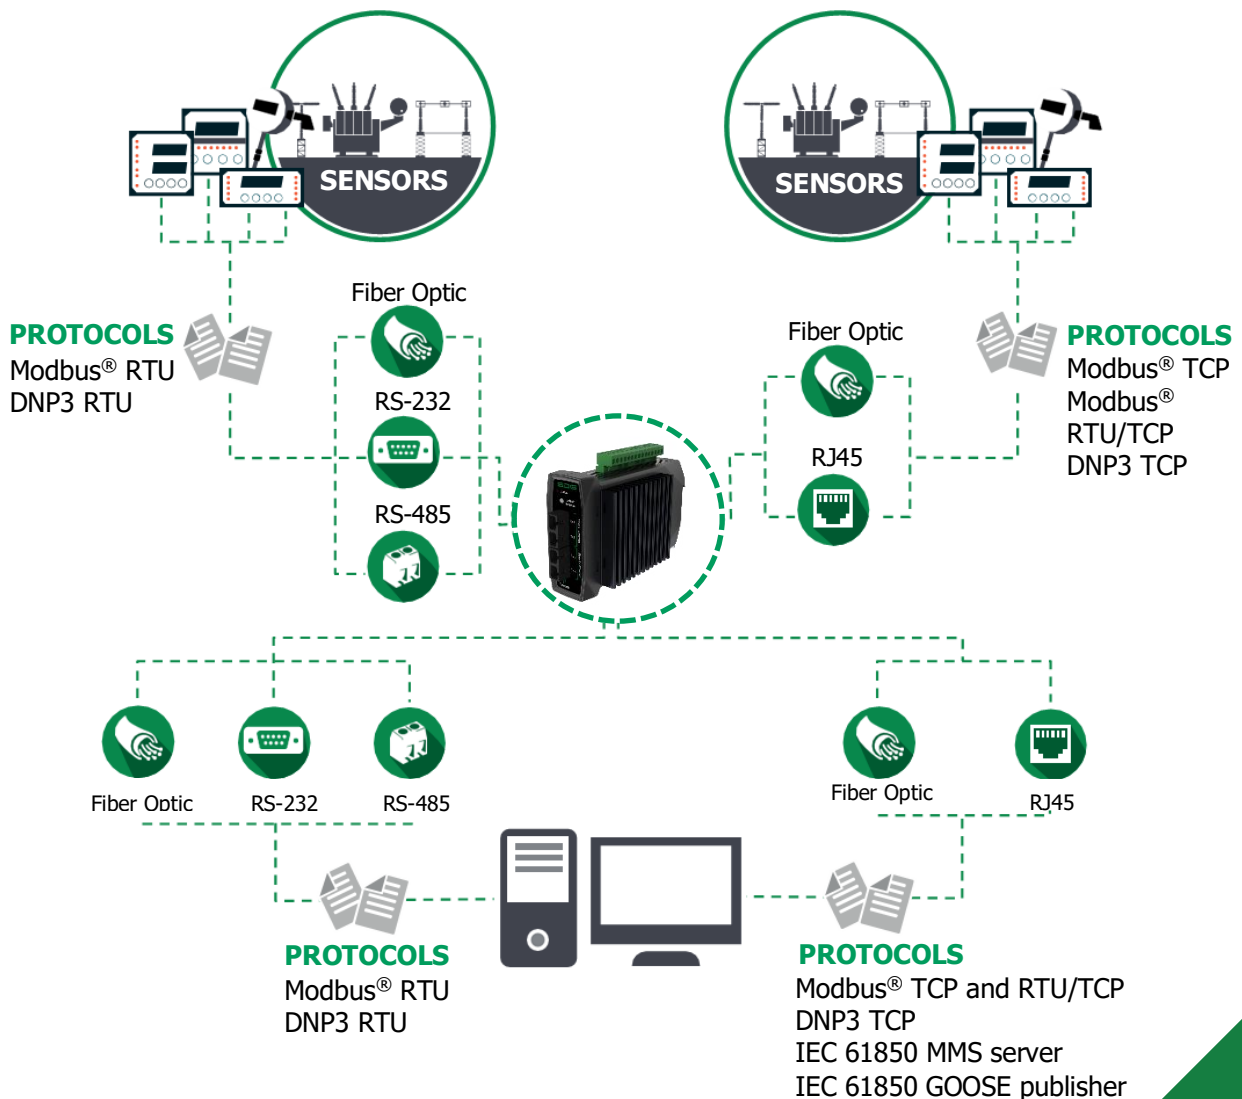 SENSORS
SENSORS
Fiber Optic
PROTOCOLS
Modbus® RTU
DNP3 RTU
RS-232
RS-485
Fiber Optic
RJ45
PROTOCOLS
Modbus® TCP
Modbus®
RTU/TCP
DNP3 TCP
Fiber Optic
RS-232
RS-485
Fiber Optic
RJ45
PROTOCOLS
Modbus® RTU
DNP3 RTU
PROTOCOLS
Modbus® TCP and RTU/TCP
DNP3 TCP
IEC 61850 MMS server
IEC 61850 GOOSE publisher